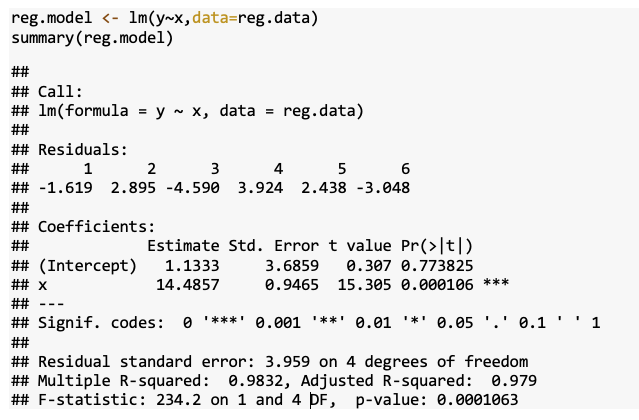 reg.model <- lm(y~x,data=reg.data)
summary(reg.model)
##
## Call:
## lm(formula = y ~ x, data = reg.data)
##
## Residuals:
##      1      2      3      4      5      6
## -1.619  2.895 -4.590  3.924  2.438 -3.048
##
## Coefficients:
##             Estimate Std. Error t value Pr(>|t|)
## (Intercept)   1.1333     3.6859   0.307 0.773825
## x            14.4857     0.9465  15.305 0.000106 ***
## ---
## Signif. codes:  0 '***' 0.001 '**' 0.01 '*' 0.05 '.' 0.1 ' ' 1
##
## Residual standard error: 3.959 on 4 degrees of freedom
## Multiple R-squared:  0.9832, Adjusted R-squared:  0.979
## F-statistic: 234.2 on 1 and 4 DF,  p-value: 0.0001063